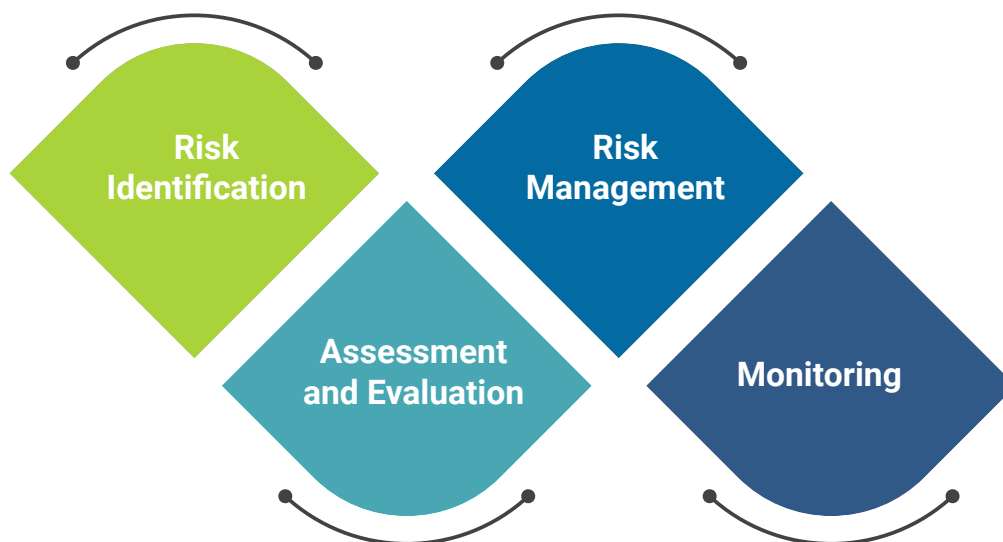 Risk
Identification
Assessment
and Evaluation
Risk
Management
Monitoring